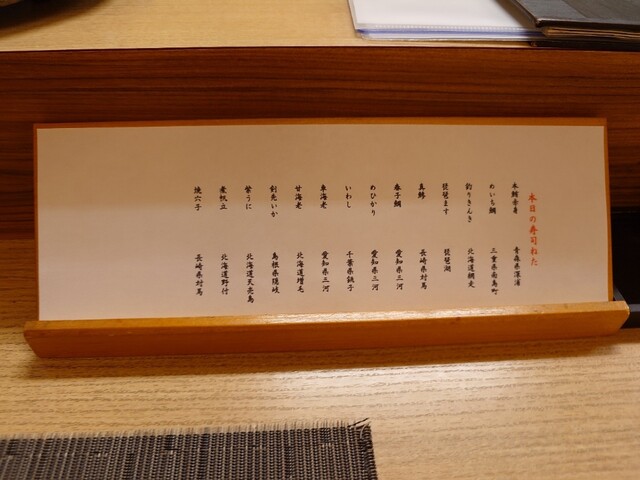 本日の寿司ねた
本鮪赤身 青森県深浦
めいち鯛 三重県南島町
釣りきんき 北海道網走
琵琶ます 琵琶湖
真鯵 長崎県対馬
春子鯛 愛知県三河
めひかり 愛知県三河
いわし 千葉県銚子
車海老 愛知県三河
甘海老 北海道増毛
剣先いか 島根県隠岐
紫うに 北海道天売島
煮帆立 北海道野付
焼穴子 長崎県対馬